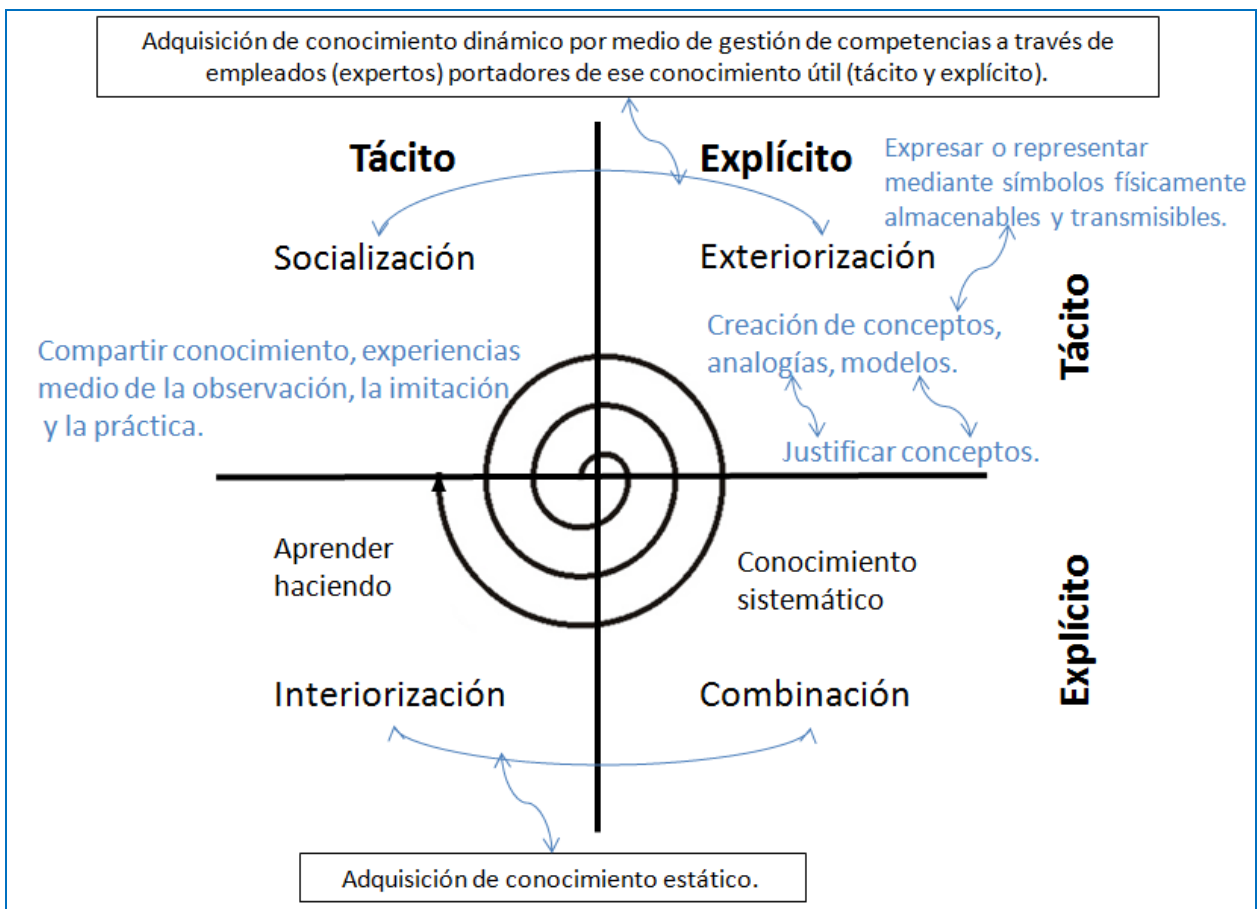 Adquisición de conocimiento dinámico por medio de gestión de competencias a través de
empleados (expertos) portadores de ese conocimiento útil (tácito y explícito).
Tácito
Explícito
Expresar o representar
mediante símbolos físicamente
almacenables y transmisibles.
Socialización
Exteriorización
Tácito
Creación de conceptos,
analogías, modelos.
Compartir conocimiento, experiencias
medio de la observación, la imitación
y la práctica.
Justificar conceptos.
Aprender
haciendo
Conocimiento
sistemático
Explícito
Interiorización
Combinación
Adquisición de conocimiento estático.